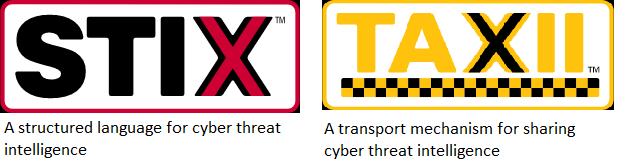 STIX™
A structured language for cyber threat
intelligence
TAXII™
A transport mechanism for sharing
cyber threat intelligence